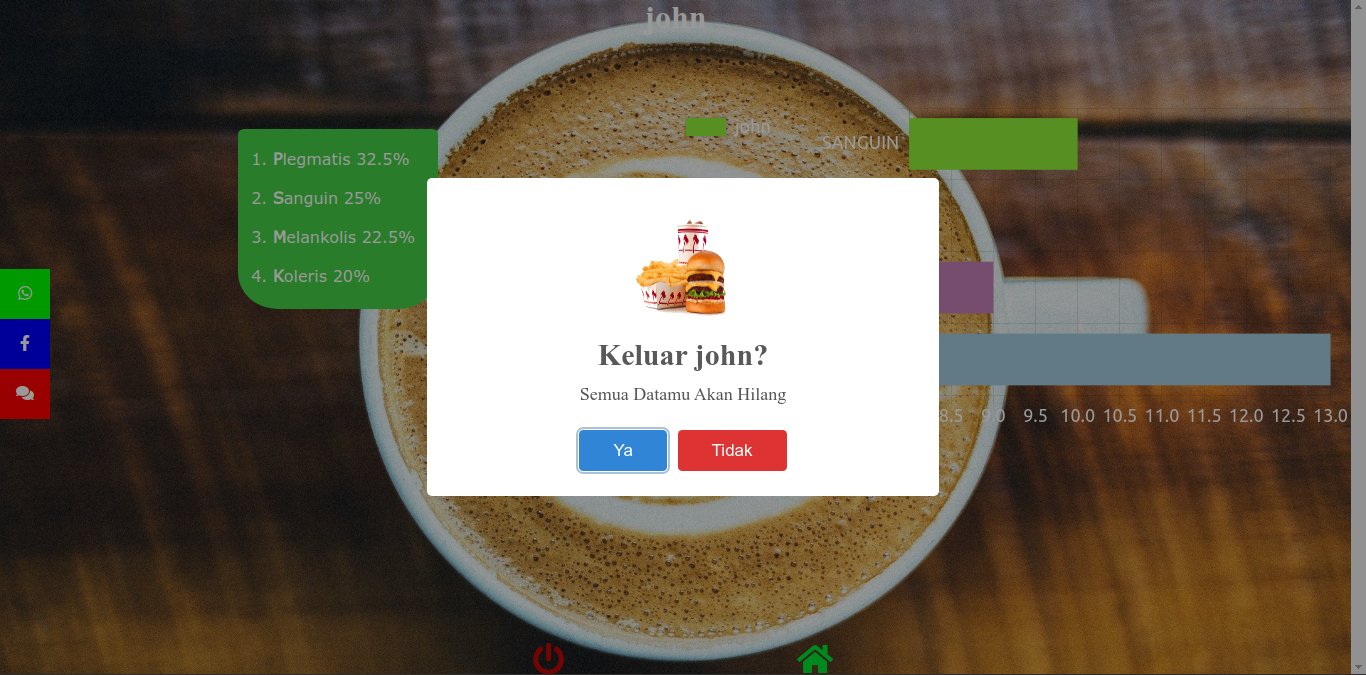 john
john
SANGUIN
1. Plegmatis 32.5%
2. Sanguin 25%
3. Melankolis 22.5%
4. Koleris 20%
Keluar john?
Semua Datamu Akan Hilang
Ya Tidak
8.5 9.0 9.5 10.0 10.5 11.0 11.5 12.0 12.5 13.0